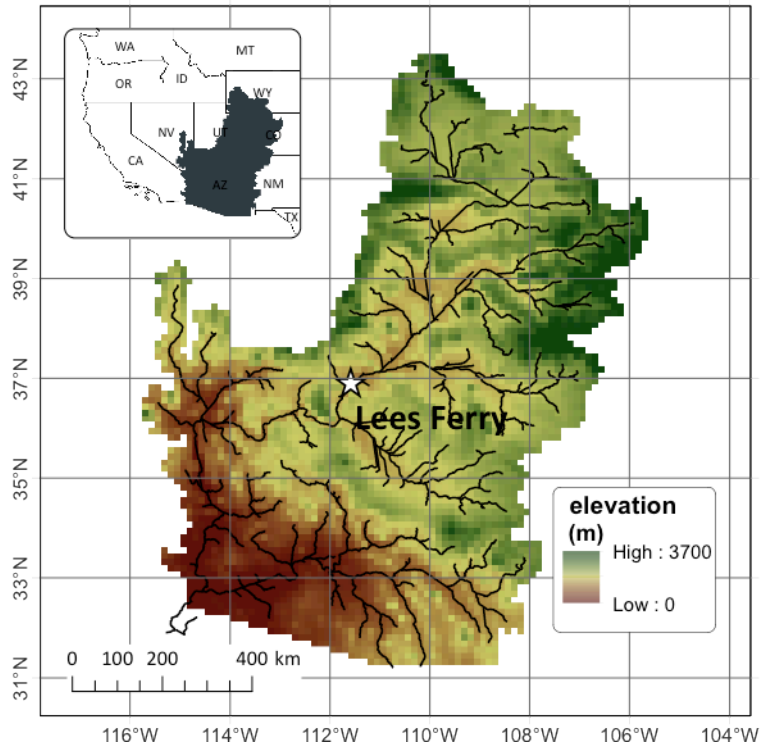 WA
MT
OR
ID
WY
NV
UT
CO
CA
AZ
NM
TX
43°N
41°N
39°N
37°N
35°N
33°N
31°N
Lees Ferry
elevation
(m)
High : 3700
Low : 0
0 100 200 400 km
116°W 114°W 112°W 110°W 108°W 106°W 104°W